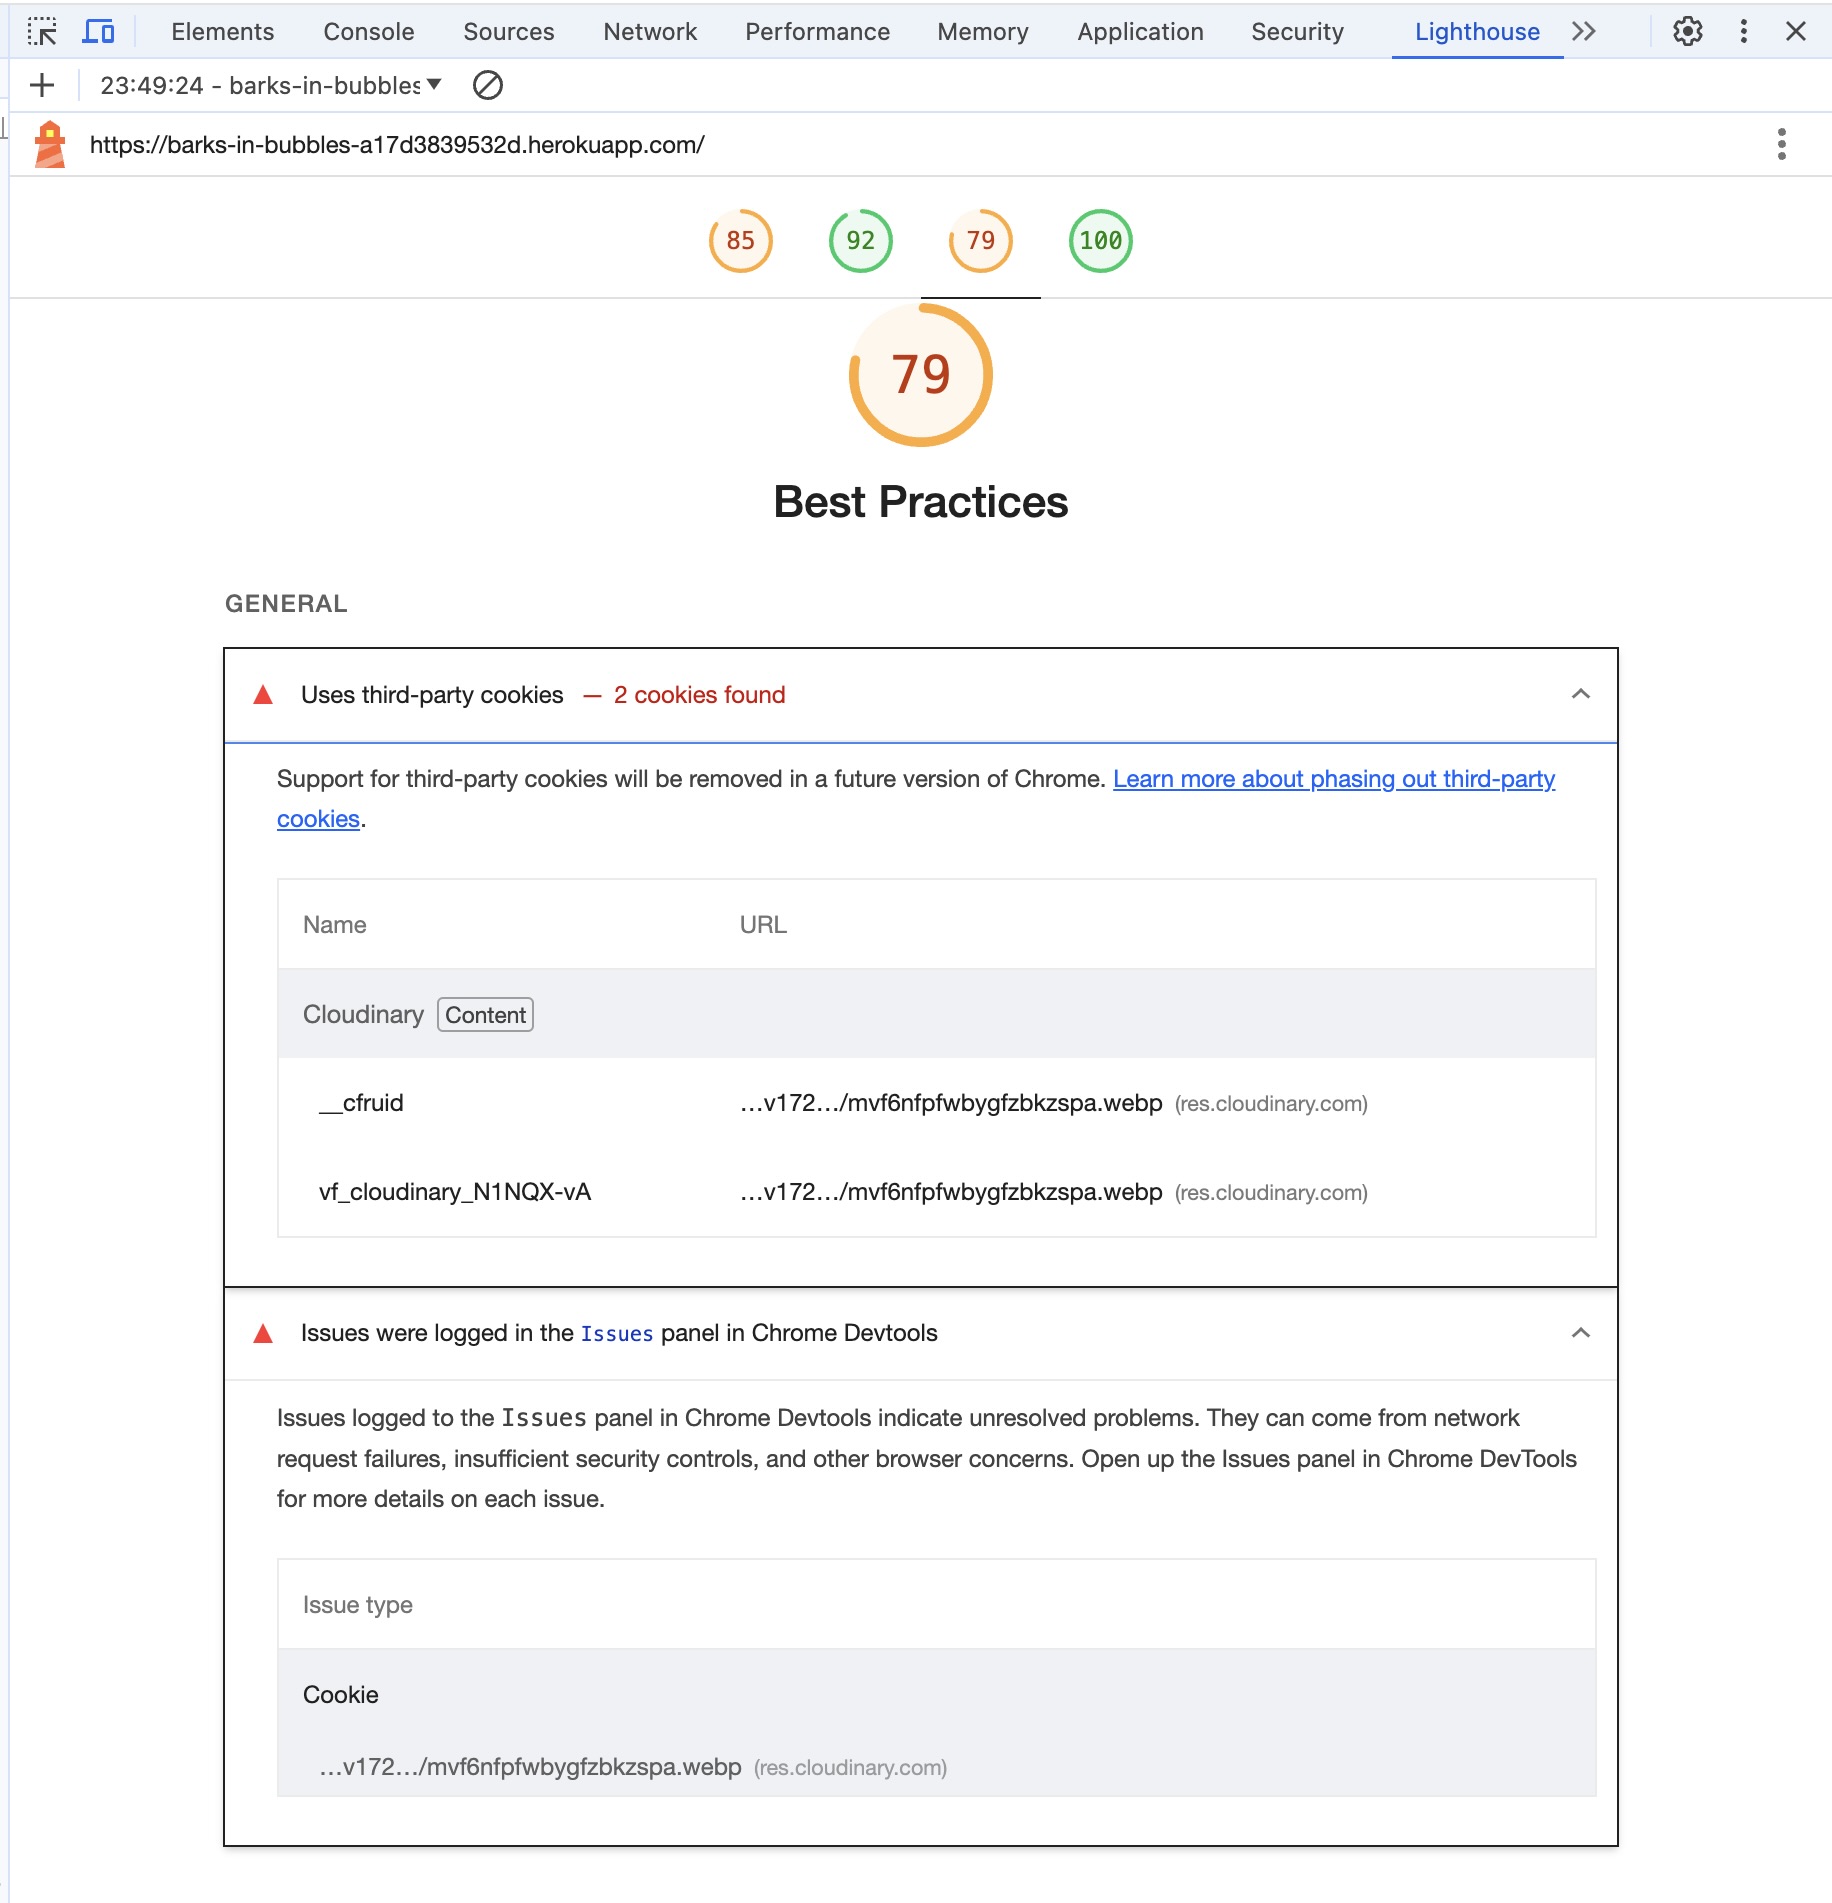 Elements Console Sources Network Performance Memory Application Security Lighthouse
23:49:24 - barks-in-bubbles
https://barks-in-bubbles-a17d3839532d.herokuapp.com/
85 92 79 100
79
Best Practices
GENERAL
Uses third-party cookies — 2 cookies found
Support for third-party cookies will be removed in a future version of Chrome. Learn more about phasing out third-party
cookies.
Name URL
Cloudinary Content
__cfruid …v172…/mvf6nfpfwbygfzbkzspa.webp (res.cloudinary.com)
vf_cloudinary_N1NQX-vA …v172…/mvf6nfpfwbygfzbkzspa.webp (res.cloudinary.com)
Issues were logged in the Issues panel in Chrome Devtools
Issues logged to the Issues panel in Chrome Devtools indicate unresolved problems. They can come from network
request failures, insufficient security controls, and other browser concerns. Open up the Issues panel in Chrome DevTools
for more details on each issue.
Issue type
Cookie
…v172…/mvf6nfpfwbygfzbkzspa.webp (res.cloudinary.com)